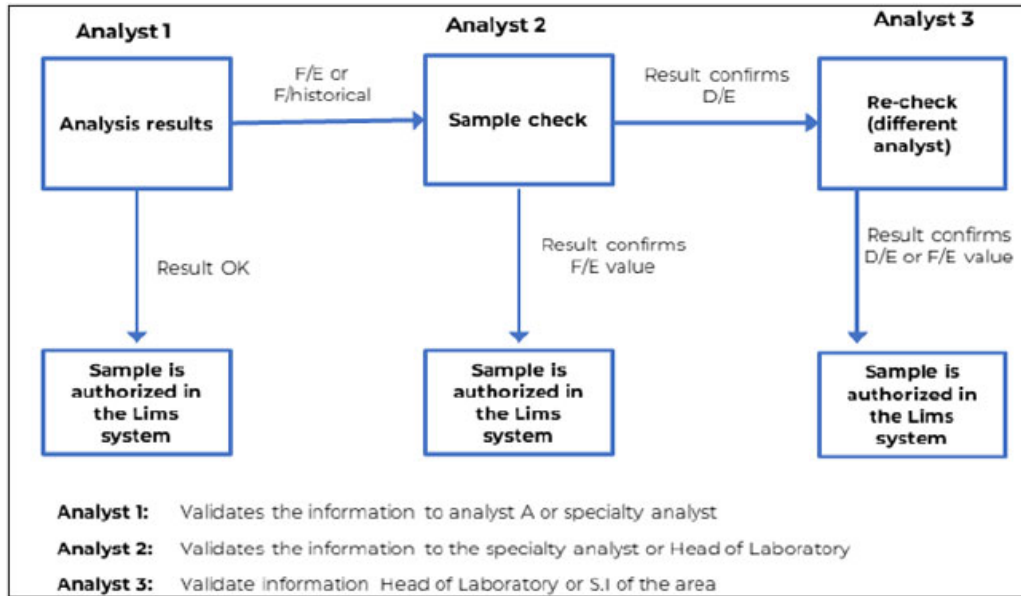 Analyst 1
Analyst 2
Analyst 3
Analysis results
F/E or
F/historical
Sample check
Result confirms
D/E
Re-check
(different
analyst)
Result OK
Result confirms
F/E value
Result confirms
D/E or F/E value
Sample is
authorized in
the Lims
system
Sample is
authorized in
the Lims
system
Sample is
authorized in
the Lims
system
Analyst 1: Validates the information to analyst A or specialty analyst
Analyst 2: Validates the information to the specialty analyst or Head of Laboratory
Analyst 3: Validate information Head of Laboratory or S.I of the area